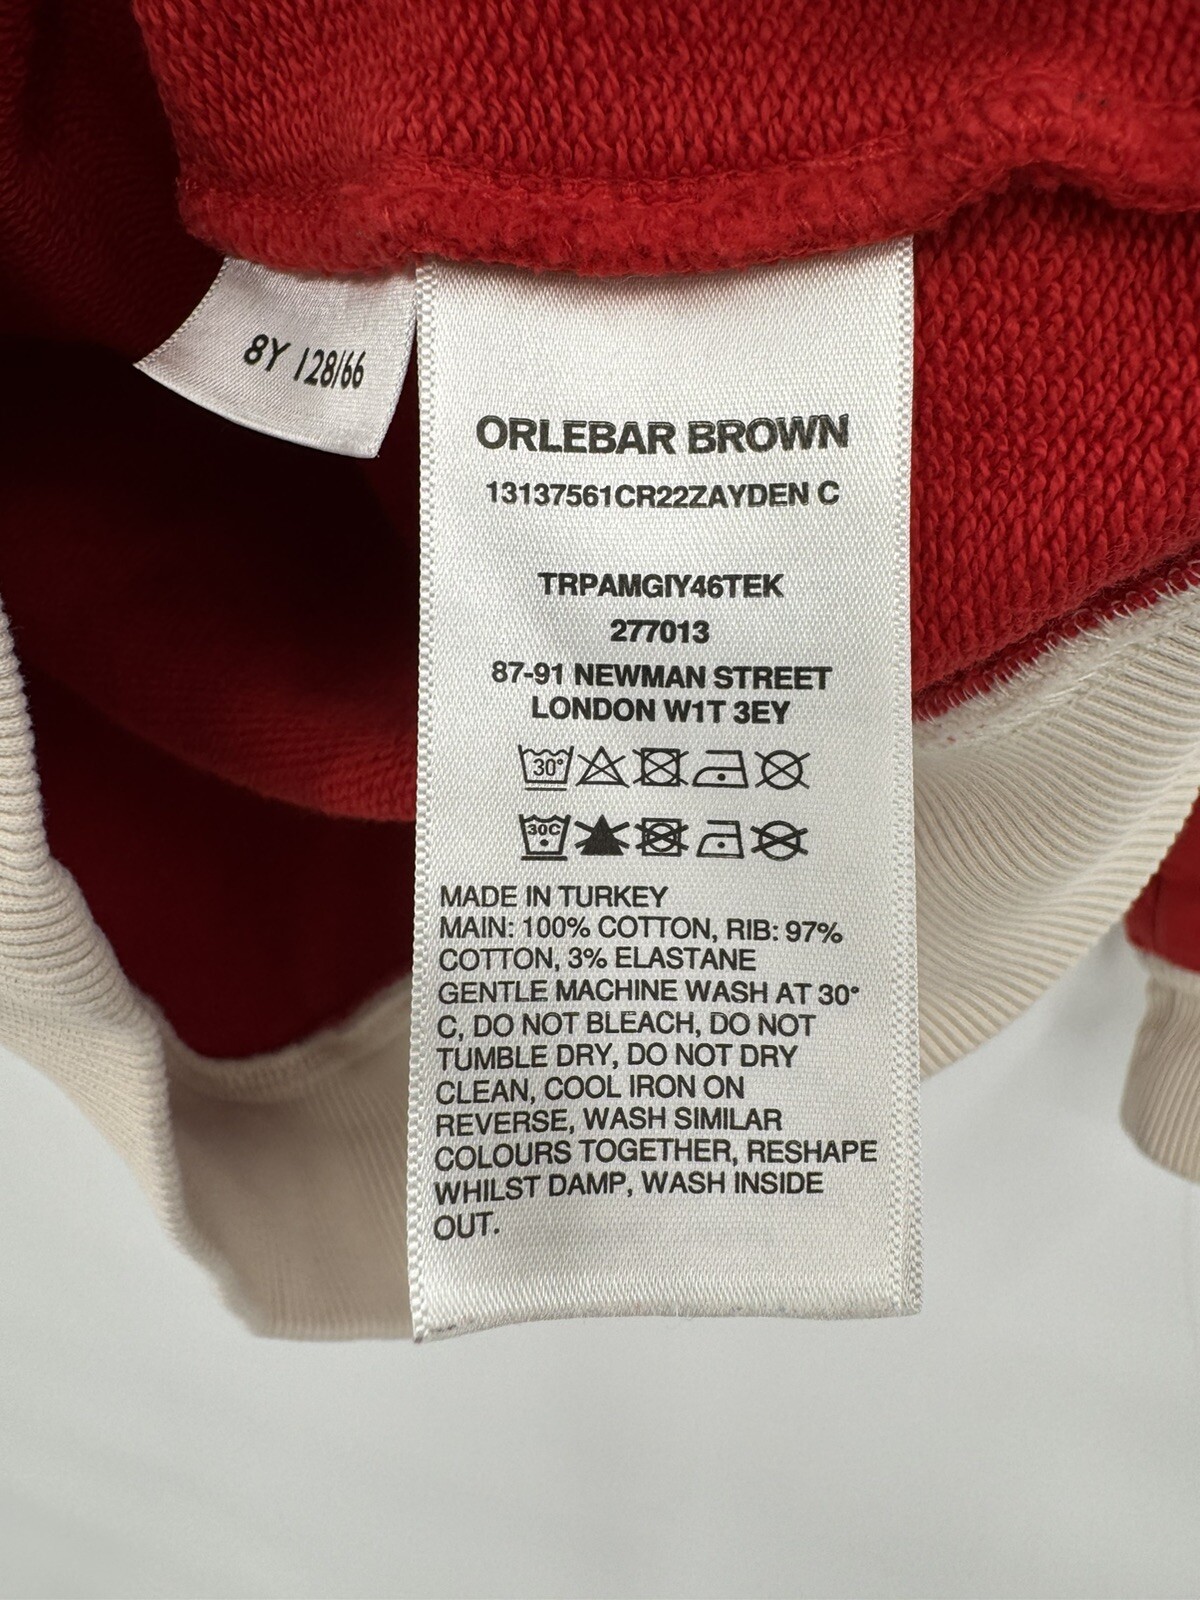 8Y 128/66
ORLEBAR BROWN
13137561CR22ZAYDEN C
TRPAMGIY46TEK
277013
87-91 NEWMAN STREET
LONDON W1T 3EY
30°
30C
MADE IN TURKEY
MAIN: 100% COTTON, RIB: 97%
COTTON, 3% ELASTANE
GENTLE MACHINE WASH AT 30°
C, DO NOT BLEACH, DO NOT
TUMBLE DRY, DO NOT DRY
CLEAN, COOL IRON ON
REVERSE, WASH SIMILAR
COLOURS TOGETHER, RESHAPE
WHILST DAMP, WASH INSIDE
OUT.